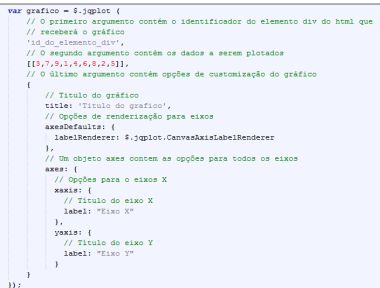 var grafico = $.jqplot (
// O primeiro argumento contém o identificador do elemento div do html que
// receberá o gráfico
'id_do_elemento_div',
// O segundo argumento contém os dados a serem plotados
[[3,7,9,1,4,6,8,2,5]],
// O último argumento contém opções de customização do gráfico
{
// Titulo do gráfico
title: 'Titulo do grafico',
// Opções de renderização para eixos
axesDefaults: {
labelRenderer: $.jqplot.CanvasAxisLabelRenderer
},
// Um objeto axes contem as opções para todos os eixos
axes: {
// Opções para o eixos X
xaxis: {
// Titulo do eixo X
label: "Eixo X"
},
yaxis: {
// Titulo do eixo Y
label: "Eixo Y"
}
}
});